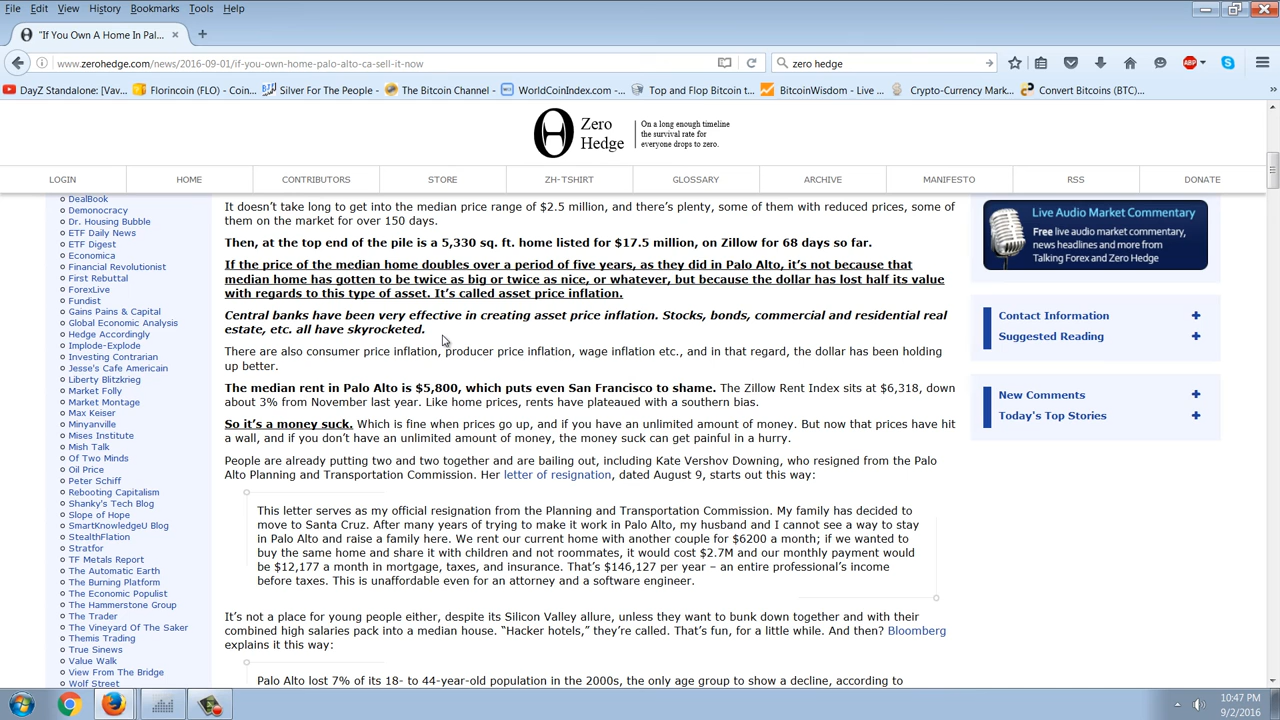 File Edit View History Bookmarks Tools Help
"If You Own A Home In Pal... × +
www.zerohedge.com/news/2016-09-01/if-you-own-home-palo-alto-ca-sell-it-now
zero hedge
DayZ Standalone: [Vav... Florincoin (FLO) - Coin... Silver For The People - ... The Bitcoin Channel - ... WorldCoinIndex.com -... Top and Flop Bitcoin t... BitcoinWisdom - Live ... Crypto-Currency Mark... Convert Bitcoins (BTC)... »
Zero
Hedge
On a long enough timeline
the survival rate for
everyone drops to zero.
LOGIN HOME CONTRIBUTORS STORE ZH-TSHIRT GLOSSARY ARCHIVE MANIFESTO RSS DONATE
DealBook
Demonocracy
Dr. Housing Bubble
ETF Daily News
ETF Digest
Economica
Financial Revolutionist
First Rebuttal
ForexLive
Fundist
Gains Pains & Capital
Global Economic Analysis
Hedge Accordingly
Implode-Explode
Investing Contrarian
Jesse's Cafe Americain
Liberty Blitzkrieg
Market Folly
Market Montage
Max Keiser
Minyanville
Mises Institute
Mish Talk
Of Two Minds
Oil Price
Peter Schiff
Rebooting Capitalism
Shanky's Tech Blog
Slope of Hope
SmartKnowledgeU Blog
StealthFlation
Stratfor
TF Metals Report
The Automatic Earth
The Burning Platform
The Economic Populist
The Hammerstone Group
The Trader
The Vineyard Of The Saker
Themis Trading
True Sinews
Value Walk
View From The Bridge
Wolf Street
It doesn't take long to get into the median price range of $2.5 million, and there's plenty, some of them with reduced prices, some of
them on the market for over 150 days.
Then, at the top end of the pile is a 5,330 sq. ft. home listed for $17.5 million, on Zillow for 68 days so far.
If the price of the median home doubles over a period of five years, as they did in Palo Alto, it's not because that
median home has gotten to be twice as big or twice as nice, or whatever, but because the dollar has lost half its value
with regards to this type of asset. It's called asset price inflation.
Central banks have been very effective in creating asset price inflation. Stocks, bonds, commercial and residential real
estate, etc. all have skyrocketed.
There are also consumer price inflation, producer price inflation, wage inflation etc., and in that regard, the dollar has been holding
up better.
The median rent in Palo Alto is $5,800, which puts even San Francisco to shame. The Zillow Rent Index sits at $6,318, down
about 3% from November last year. Like home prices, rents have plateaued with a southern bias.
So it's a money suck. Which is fine when prices go up, and if you have an unlimited amount of money. But now that prices have hit
a wall, and if you don't have an unlimited amount of money, the money suck can get painful in a hurry.
People are already putting two and two together and are bailing out, including Kate Vershov Downing, who resigned from the Palo
Alto Planning and Transportation Commission. Her letter of resignation, dated August 9, starts out this way:
This letter serves as my official resignation from the Planning and Transportation Commission. My family has decided to
move to Santa Cruz. After many years of trying to make it work in Palo Alto, my husband and I cannot see a way to stay
in Palo Alto and raise a family here. We rent our current home with another couple for $6200 a month; if we wanted to
buy the same home and share it with children and not roommates, it would cost $2.7M and our monthly payment would
be $12,177 a month in mortgage, taxes, and insurance. That's $146,127 per year – an entire professional's income
before taxes. This is unaffordable even for an attorney and a software engineer.
It's not a place for young people either, despite its Silicon Valley allure, unless they want to bunk down together and with their
combined high salaries pack into a median house. "Hacker hotels," they're called. That's fun, for a little while. And then? Bloomberg
explains it this way:
Palo Alto lost 7% of its 18- to 44-year-old population in the 2000s, the only age group to show a decline, according to
Live Audio Market Commentary
Free live audio market commentary,
news headlines and more from
Talking Forex and Zero Hedge
Contact Information +
Suggested Reading +
New Comments +
Today's Top Stories +
10:47 PM
9/2/2016